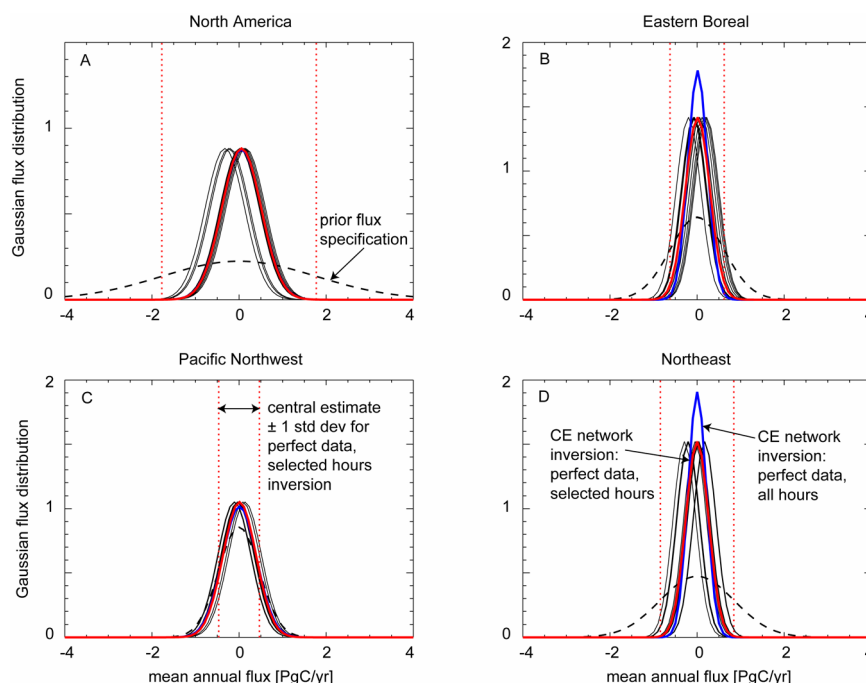 North America
A
Gaussian flux distribution
1
0
prior flux
specification
-4
-2
0
2
4
Eastern Boreal
B
2
1
0
-4
-2
0
2
4
Pacific Northwest
C
Gaussian flux distribution
2
1
0
central estimate
± 1 std dev for
perfect data,
selected hours
inversion
-4
-2
0
2
4
mean annual flux [PgC/yr]
Northeast
D
2
1
0
CE network
inversion:
perfect data,
selected hours
CE network
inversion:
perfect data,
all hours
-4
-2
0
2
4
mean annual flux [PgC/yr]